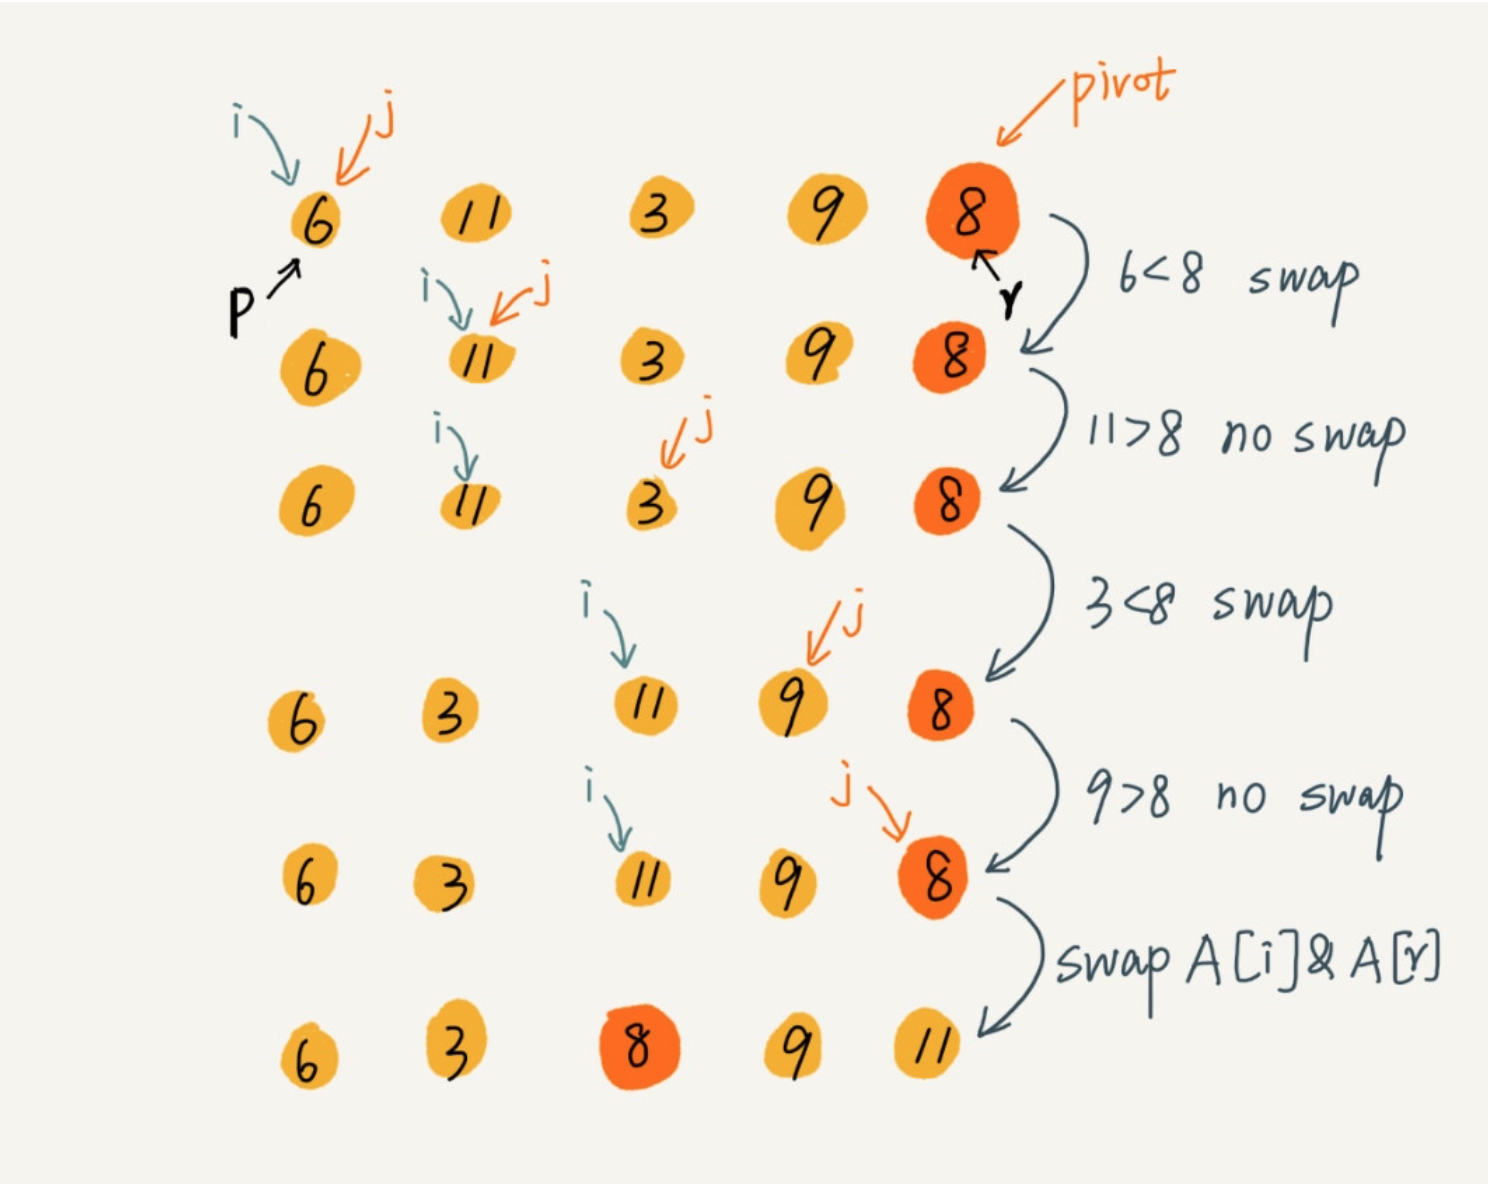 pivot
i j
6 11 3 9 8
p r
6<8 swap
i j
6 11 3 9 8
11>8 no swap
i j
6 11 3 9 8
3<8 swap
i j
6 3 11 9 8
9>8 no swap
i j
6 3 11 9 8
swap A[i]&A[r]
6 3 8 9 11